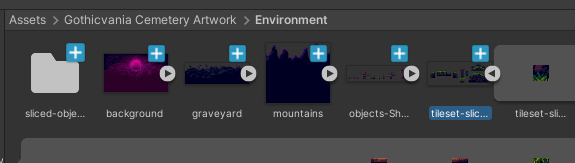 Assets > Gothicvania Cemetery Artwork > Environment
sliced-obje... background graveyard mountains objects-Sh... tileset-slic... tileset-sli...